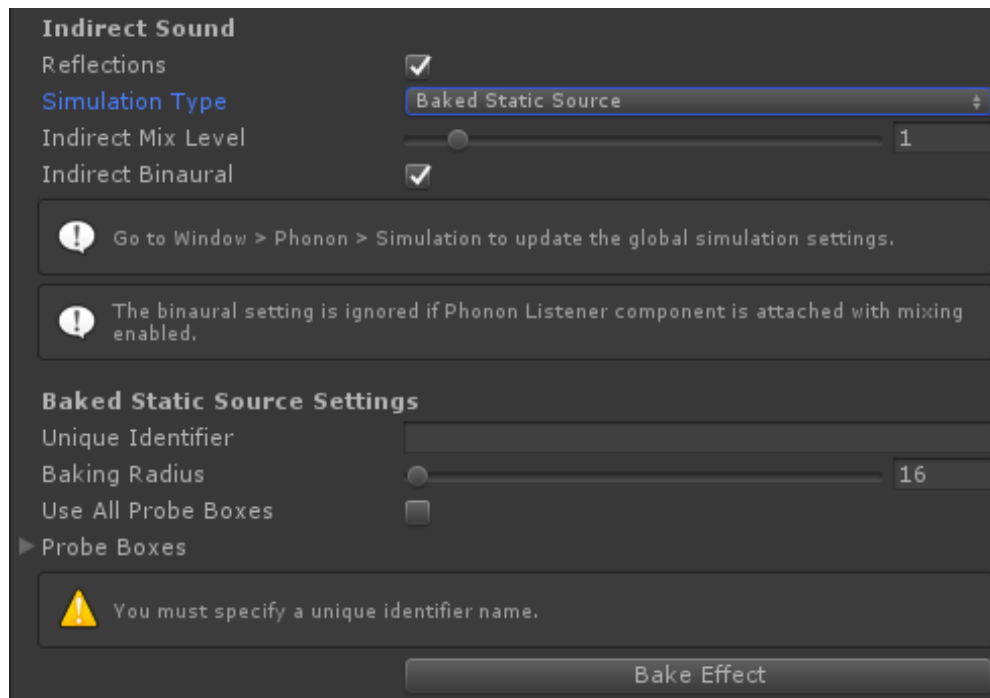 Indirect Sound
Reflections
Simulation Type Baked Static Source
Indirect Mix Level 1
Indirect Binaural
Go to Window > Phonon > Simulation to update the global simulation settings.
The binaural setting is ignored if Phonon Listener component is attached with mixing
enabled.
Baked Static Source Settings
Unique Identifier
Baking Radius 16
Use All Probe Boxes
Probe Boxes
You must specify a unique identifier name.
Bake Effect